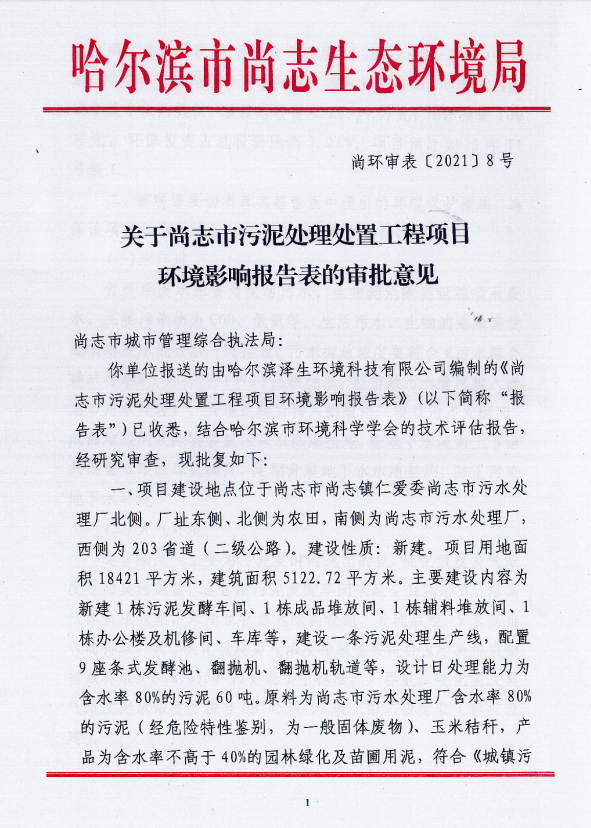 哈尔滨市尚志生态环境局
尚环审表〔2021〕8号
关于尚志市污泥处理处置工程项目
环境影响报告表的审批意见
尚志市城市管理综合执法局：
你单位报送的由哈尔滨泽生环境科技有限公司编制的《尚
志市污泥处理处置工程项目环境影响报告表》（以下简称“报
告表”）已收悉，结合哈尔滨市环境科学学会的技术评估报告，
经研究审查，现批复如下：
一、项目建设地点位于尚志市尚志镇仁爱委尚志市污水处
理厂北侧。厂址东侧、北侧为农田，南侧为尚志市污水处理厂，
西侧为203省道（二级公路）。建设性质：新建。项目用地面
积18421平方米，建筑面积5122.72平方米。主要建设内容为
新建1栋污泥发酵车间、1栋成品堆放间、1栋辅料堆放间、1
栋办公楼及机修间、车库等，建设一条污泥处理生产线，配置
9座条式发酵池、翻抛机、翻抛机轨道等，设计日处理能力为
含水率80%的污泥60吨。原料为尚志市污水处理厂含水率80%
的污泥（经危险特性鉴别，为一般固体废物）、玉米秸秆，产
品为含水率不高于40%的园林绿化及苗圃用泥，符合《城镇污
1